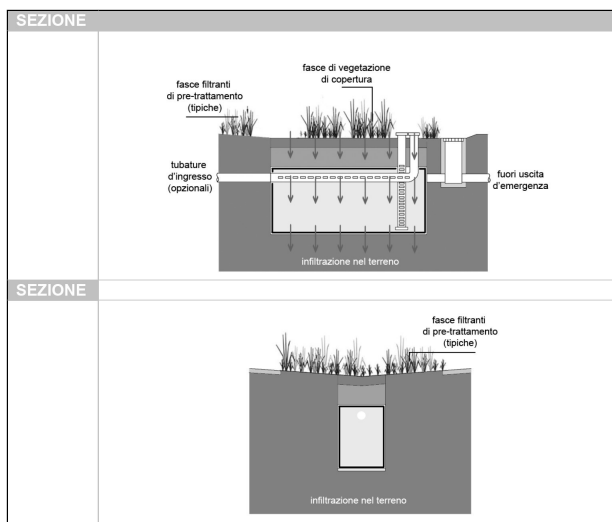 SEZIONE
fasce di vegetazione
di copertura
fasce filtranti
di pre-trattamento
(tipiche)
tubature
d'ingresso
(opzionali)
fuori uscita
d'emergenza
infiltrazione nel terreno
SEZIONE
fasce filtranti
di pre-trattamento
(tipiche)
infiltrazione nel terreno